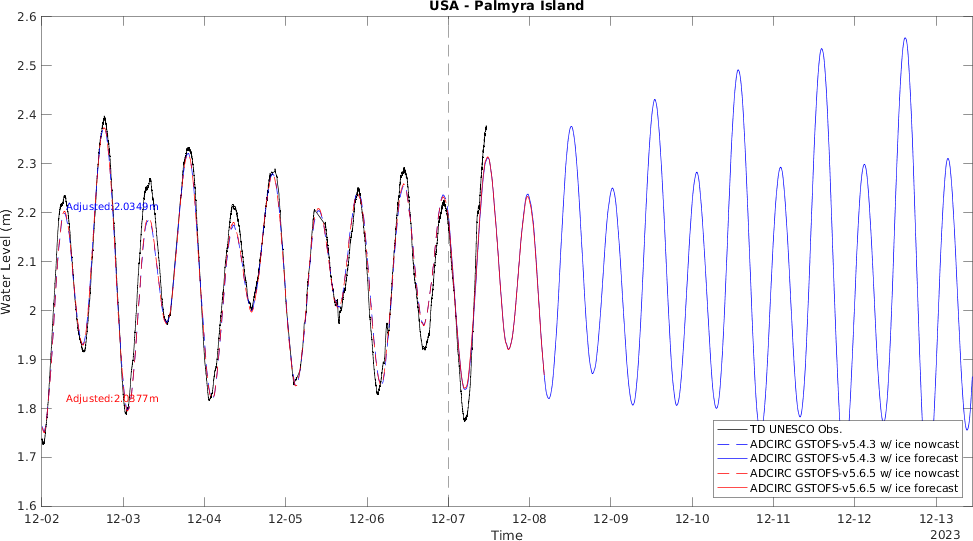 USA - Palmyra Island
2.6
2.5
2.4
2.3
2.2
2.1
2
1.9
1.8
1.7
1.6
Water Level (m)
Adjusted:2.0349m
Adjusted:2.0377m
TD UNESCO Obs.
ADCIRC GSTOFS-v5.4.3 w/ ice nowcast
ADCIRC GSTOFS-v5.4.3 w/ ice forecast
ADCIRC GSTOFS-v5.6.5 w/ ice nowcast
ADCIRC GSTOFS-v5.6.5 w/ ice forecast
12-02 12-03 12-04 12-05 12-06 12-07 12-08 12-09 12-10 12-11 12-12 12-13
Time
2023